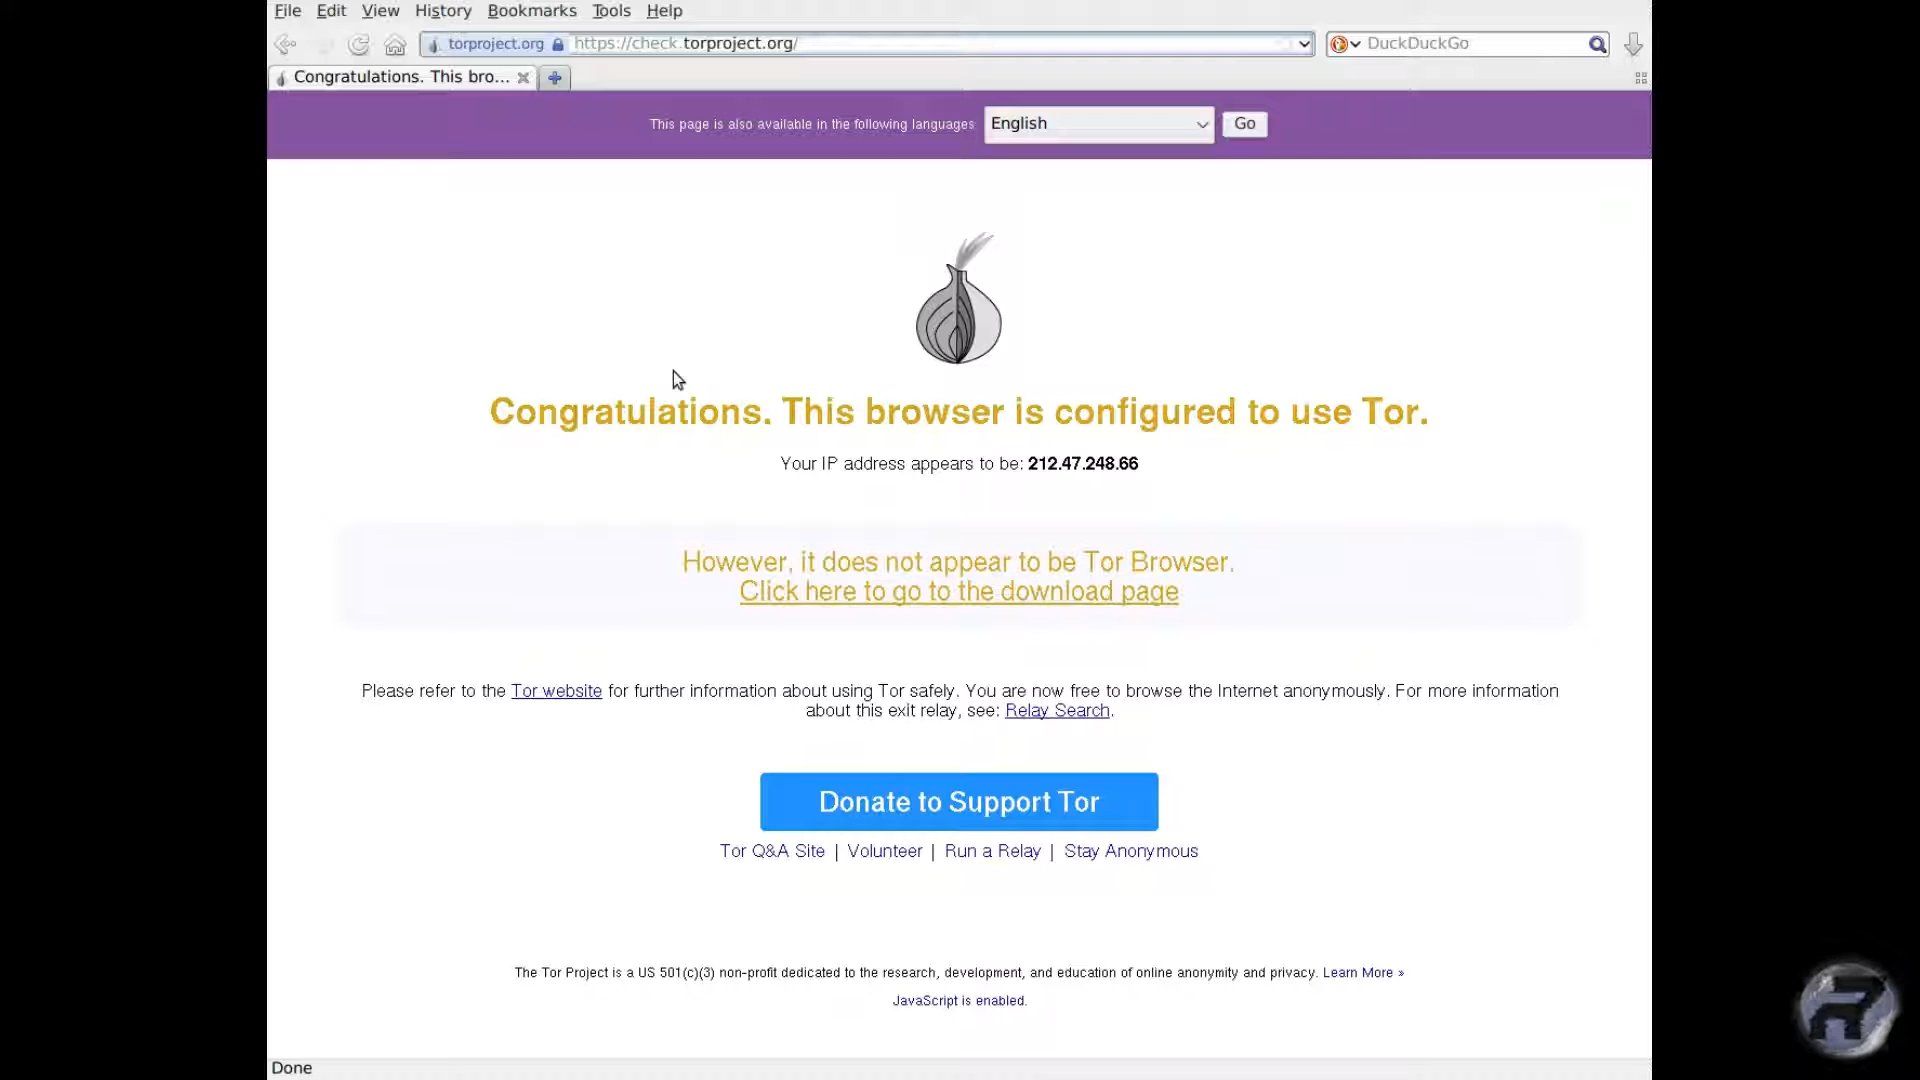 File Edit View History Bookmarks Tools Help
torproject.org https://check.torproject.org/
DuckDuckGo
Congratulations. This bro...
This page is also available in the following languages:
English
Go
Congratulations. This browser is configured to use Tor.
Your IP address appears to be: 212.47.248.66
However, it does not appear to be Tor Browser.
Click here to go to the download page
Please refer to the Tor website for further information about using Tor safely. You are now free to browse the Internet anonymously. For more information
about this exit relay, see: Relay Search.
Donate to Support Tor
Tor Q&A Site | Volunteer | Run a Relay | Stay Anonymous
The Tor Project is a US 501(c)(3) non-profit dedicated to the research, development, and education of online anonymity and privacy. Learn More »
JavaScript is enabled.
Done